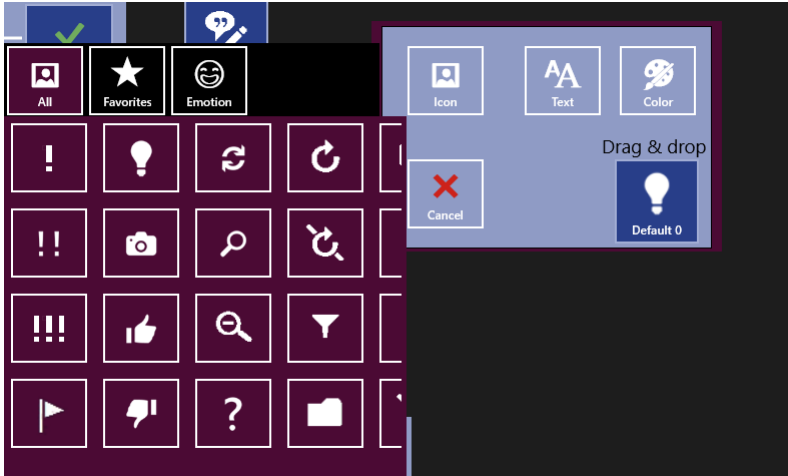 All
Favorites
Emotion
Icon
Text
Color
Drag & drop
Cancel
Default 0